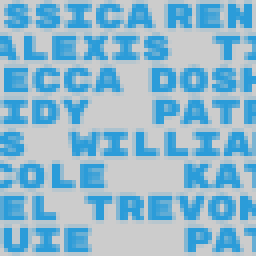 SSICA REN
ALEXIS TI
ECCA DOSH
IDY PATR
S WILLIA
COLE KAT
EL TREVON
UIE PAT